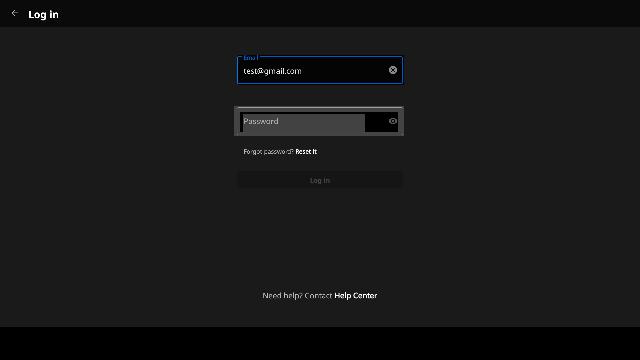 Log in
Email
test@gmail.com
Password
Forgot password? Reset it
Log in
Need help? Contact Help Center